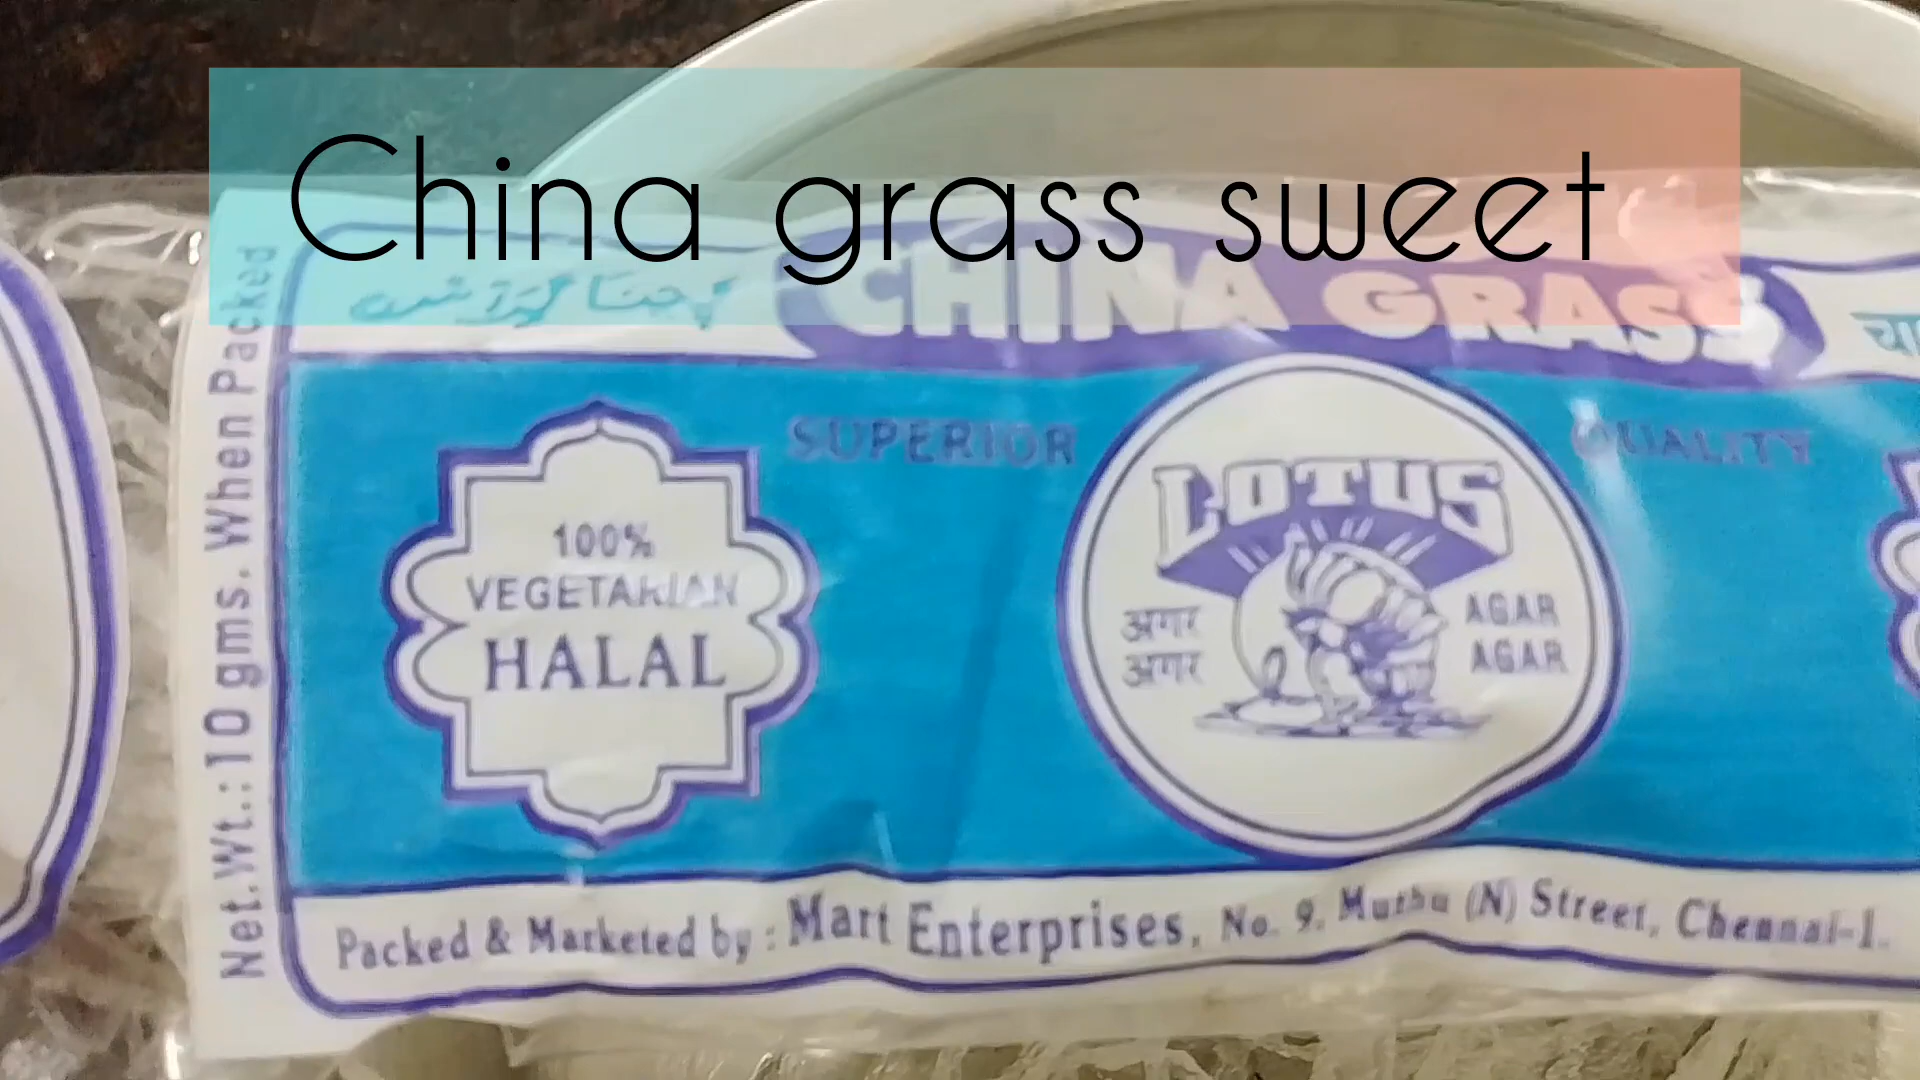 China grass sweet
CHINA GRASS
SUPERIOR
QUALITY
100%
VEGETARIAN
HALAL
LOTUS
अगर
अगर
AGAR
AGAR
Net.Wt.:10 gms. When Packed
Packed & Marketed by : Mart Enterprises, No. 9. Muthu (N) Street, Chennai-1.